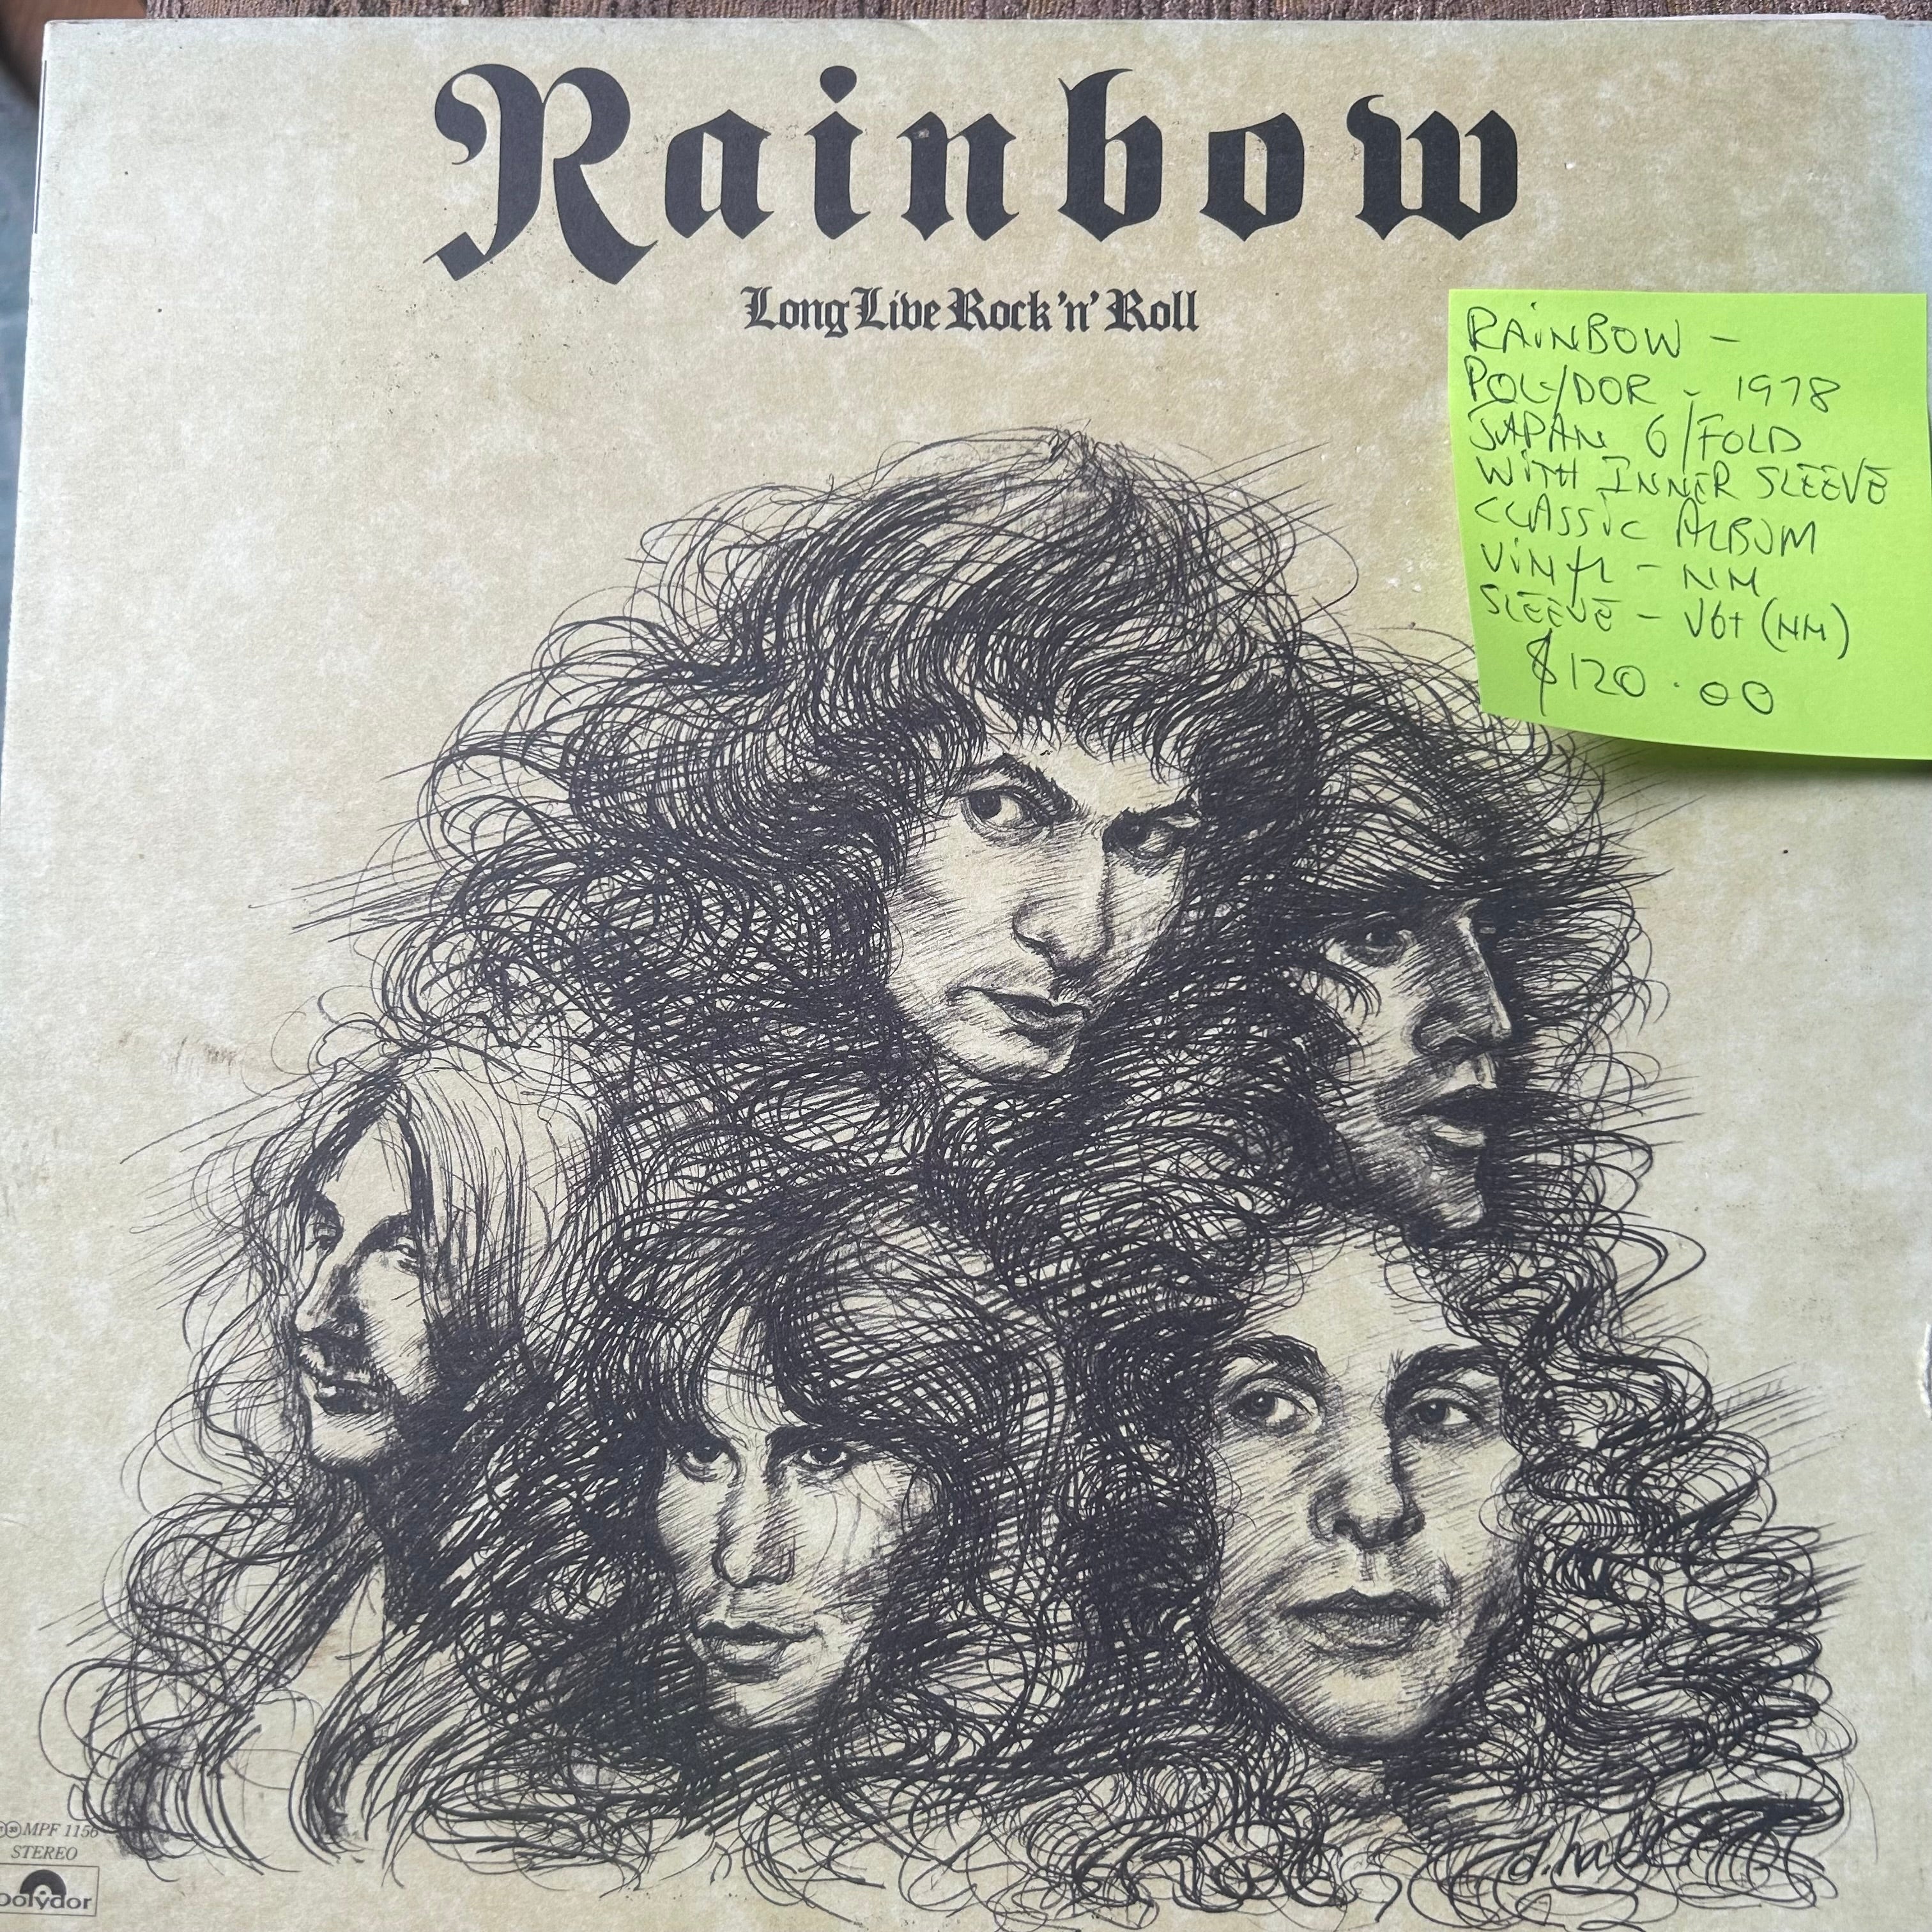 Rainbow
Long Live Rock 'n' Roll
RAINBOW -
POLYDOR - 1978
JAPAN G/FOLD
WITH INNER SLEEVE
CLASSIC ALBUM
VINYL - NM
SLEEVE - VG+ (NM)
$120.00
MPF 1156
STEREO
polydor
d.hall